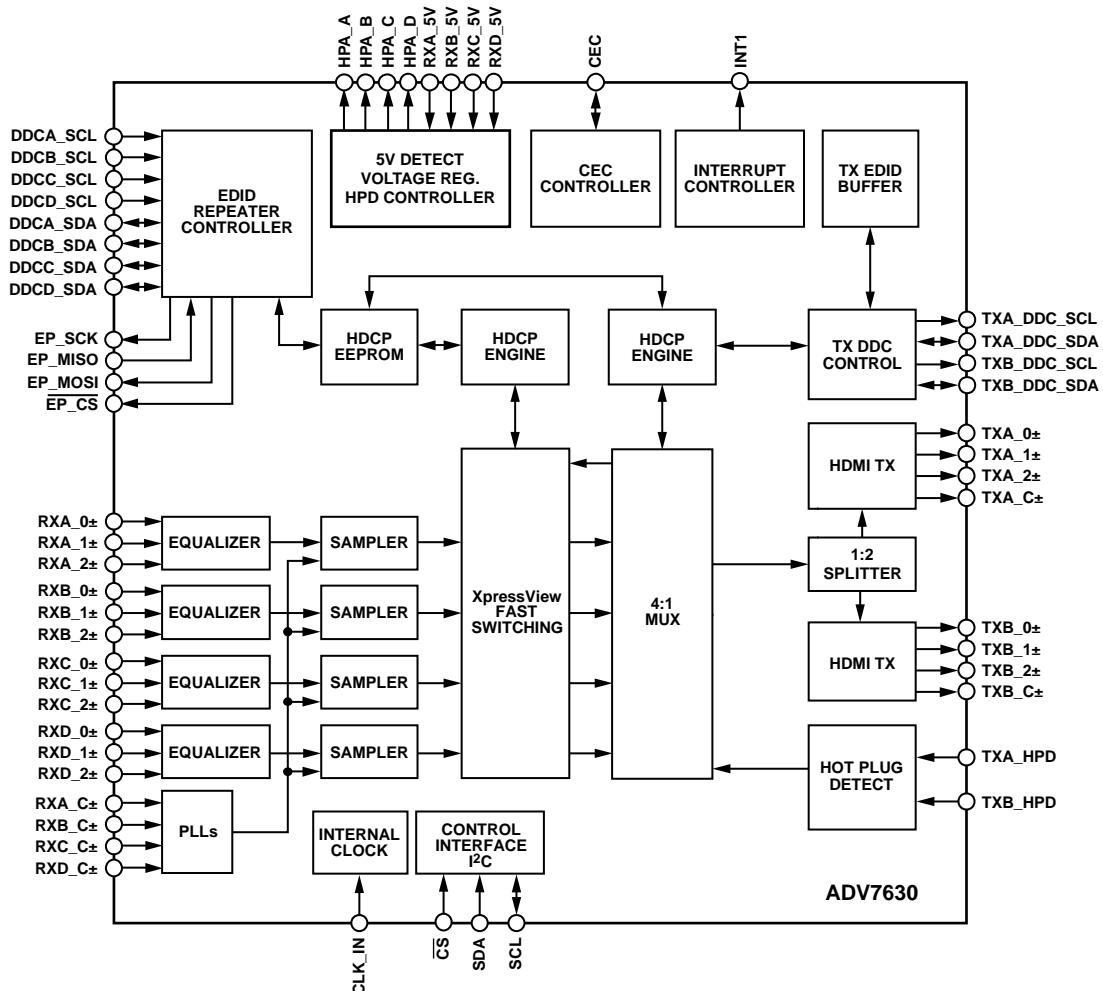 HPA_A
HPA_B
HPA_C
HPA_D
RXA_5V
RXB_5V
RXC_5V
RXD_5V
CEC
INT1
DDCA_SCL
DDCB_SCL
DDCC_SCL
DDCD_SCL
DDCA_SDA
DDCB_SDA
DDCC_SDA
DDCD_SDA
EP_SCK
EP_MISO
EP_MOSI
EP_CS
EDID
REPEATER
CONTROLLER
5V DETECT
VOLTAGE REG.
HPD CONTROLLER
CEC
CONTROLLER
INTERRUPT
CONTROLLER
TX EDID
BUFFER
HDCP
EEPROM
HDCP
ENGINE
HDCP
ENGINE
TX DDC
CONTROL
TXA_DDC_SCL
TXA_DDC_SDA
TXB_DDC_SCL
TXB_DDC_SDA
RXA_0±
RXA_1±
RXA_2±
RXB_0±
RXB_1±
RXB_2±
RXC_0±
RXC_1±
RXC_2±
RXD_0±
RXD_1±
RXD_2±
RXA_C±
RXB_C±
RXC_C±
RXD_C±
EQUALIZER
EQUALIZER
EQUALIZER
EQUALIZER
PLLs
SAMPLER
SAMPLER
SAMPLER
SAMPLER
XpressView
FAST
SWITCHING
4:1
MUX
HDMI TX
1:2
SPLITTER
HDMI TX
HOT PLUG
DETECT
TXA_0±
TXA_1±
TXA_2±
TXA_C±
TXB_0±
TXB_1±
TXB_2±
TXB_C±
TXA_HPD
TXB_HPD
INTERNAL
CLOCK
CONTROL
INTERFACE
I²C
ADV7630
CLK_IN
CS
SDA
SCL